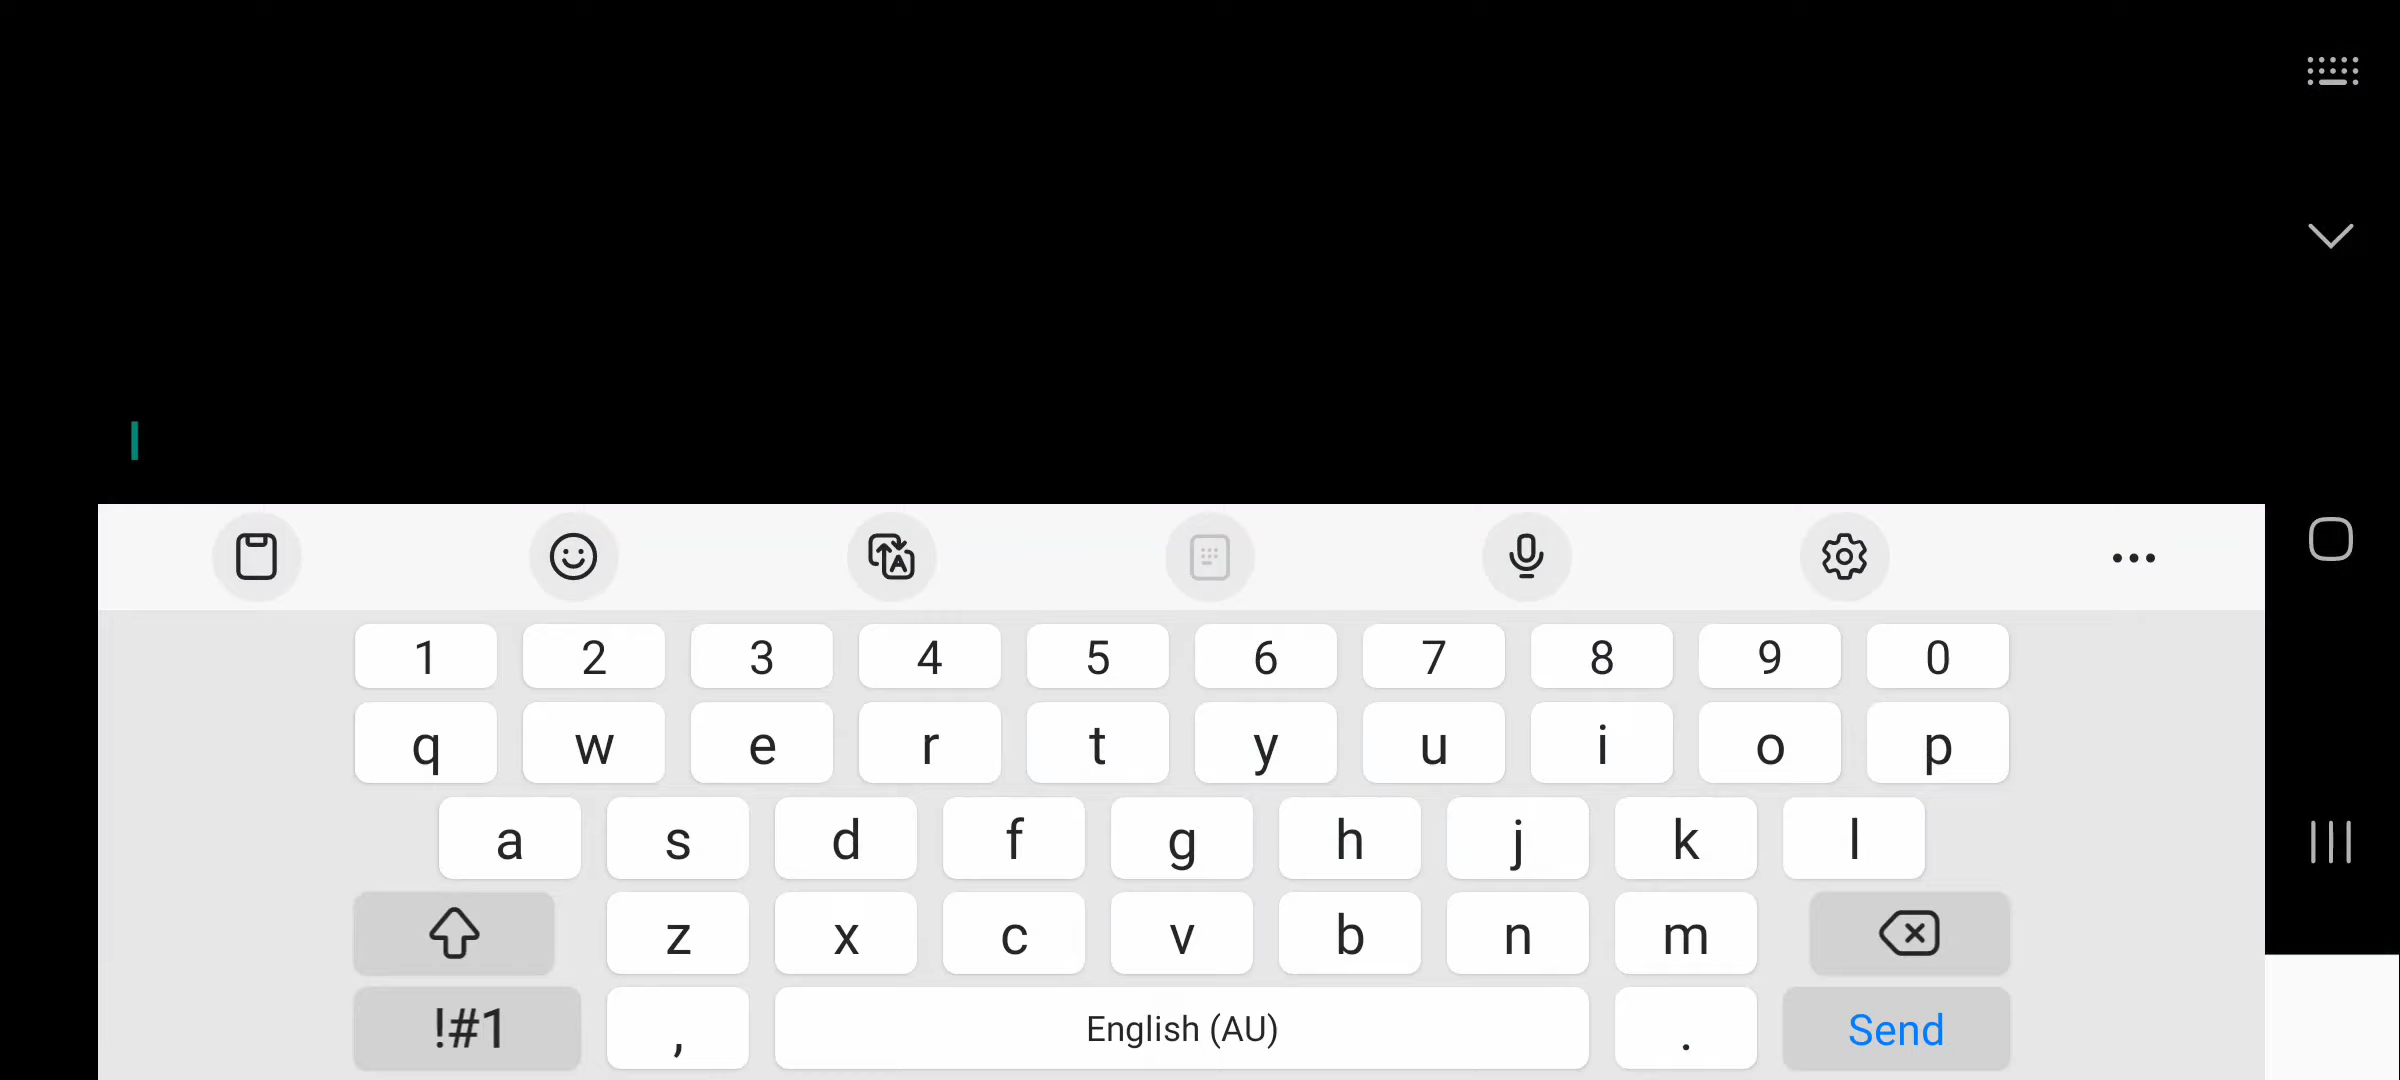 1 2 3 4 5 6 7 8 9 0
q w e r t y u i o p
a s d f g h j k l
z x c v b n m
!#1 , English (AU) . Send